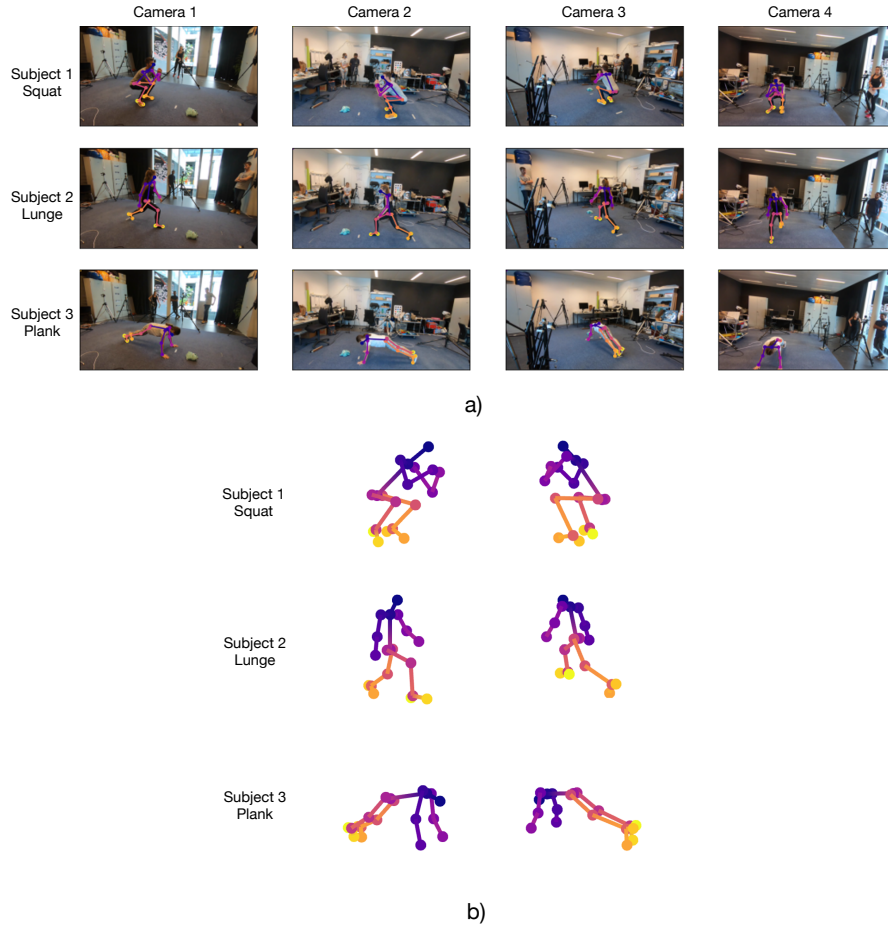 Camera 1 Camera 2 Camera 3 Camera 4
Subject 1
Squat
Subject 2
Lunge
Subject 3
Plank
a)
Subject 1
Squat
Subject 2
Lunge
Subject 3
Plank
b)